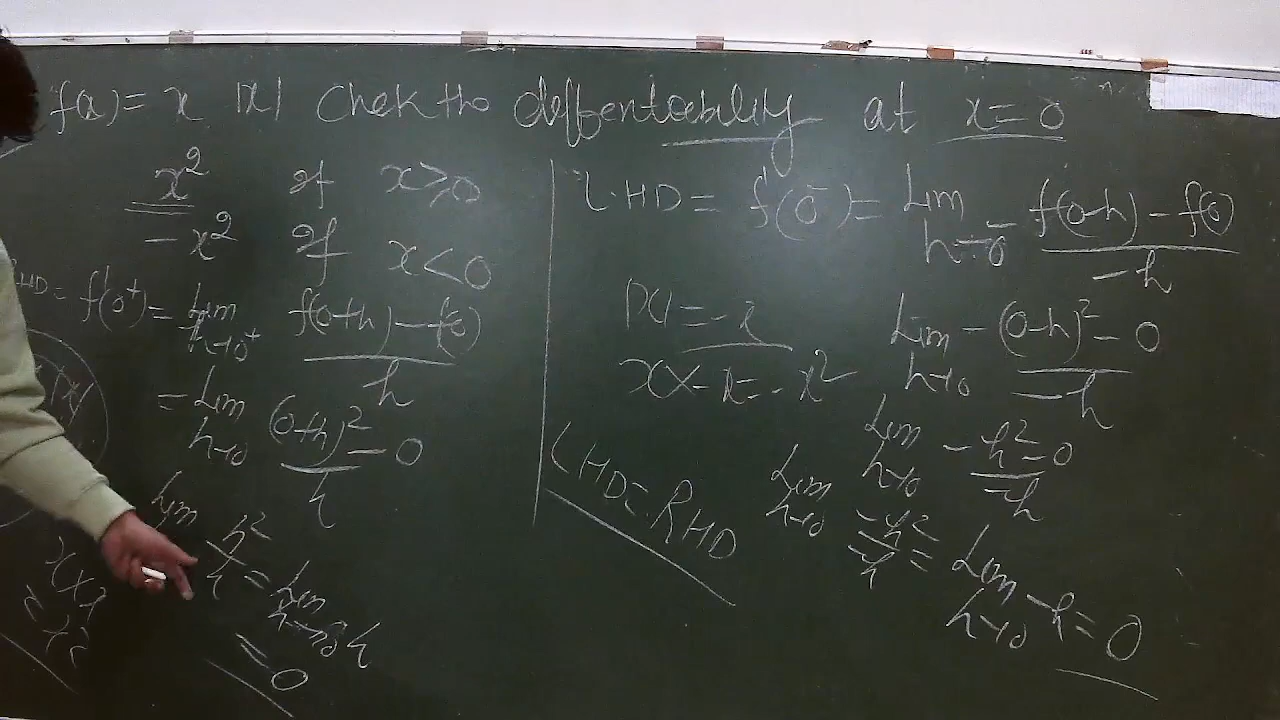 f(x) = x |x| Chek the deffentiability at x = 0
x² if x ≥ 0
-x² if x < 0
RHD = f'(0⁺) = Lim h→0⁺ f(0+h) - f(0) / h
= Lim h→0 (0+h)² - 0 / h
Lim h² / h = Lim h→0 h
= 0
L.HD = f'(0⁻) = Lim h→0⁻ f(0-h) - f(0) / -h
|x| = -x
x × -x = -x²
Lim h→0 -(0-h)² - 0 / -h
Lim h→0 -h² - 0 / -h
Lim h→0 -h² / -h = Lim h→0 -h = 0
LHD = RHD